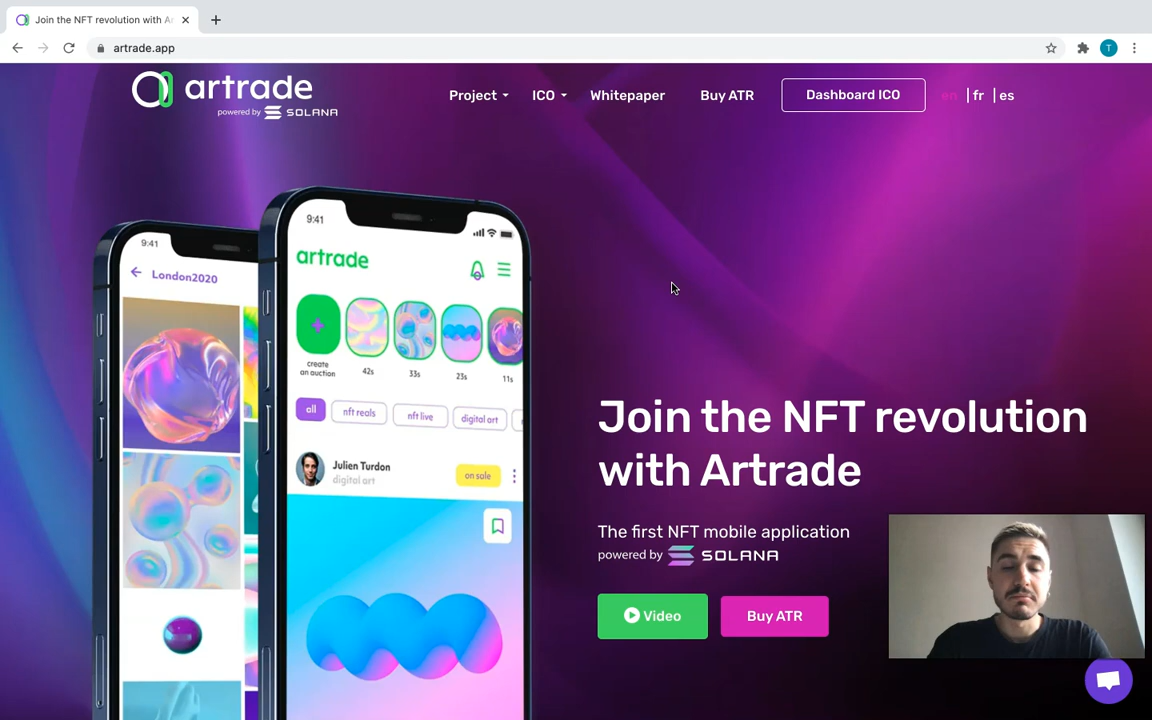 Join the NFT revolution with Ar
artrade.app
T
artrade
powered by SOLANA
Project
ICO
Whitepaper
Buy ATR
Dashboard ICO
en | fr | es
9:41
London2020
9:41
artrade
create
an auction
42s
33s
23s
11s
all
nft reals
nft live
digital art
Julien Turdon
digital art
on sale
Join the NFT revolution
with Artrade
The first NFT mobile application
powered by SOLANA
Video
Buy ATR